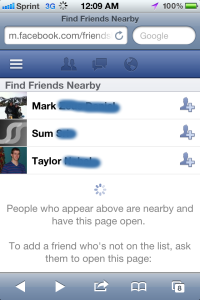 Sprint 3G 12:09 AM 100%
Find Friends Nearby
m.facebook.com/friends
Google
Find Friends Nearby
Mark
Sum
Taylor
People who appear above are nearby and
have this page open.
To add a friend who's not on the list, ask
them to open this page:
8